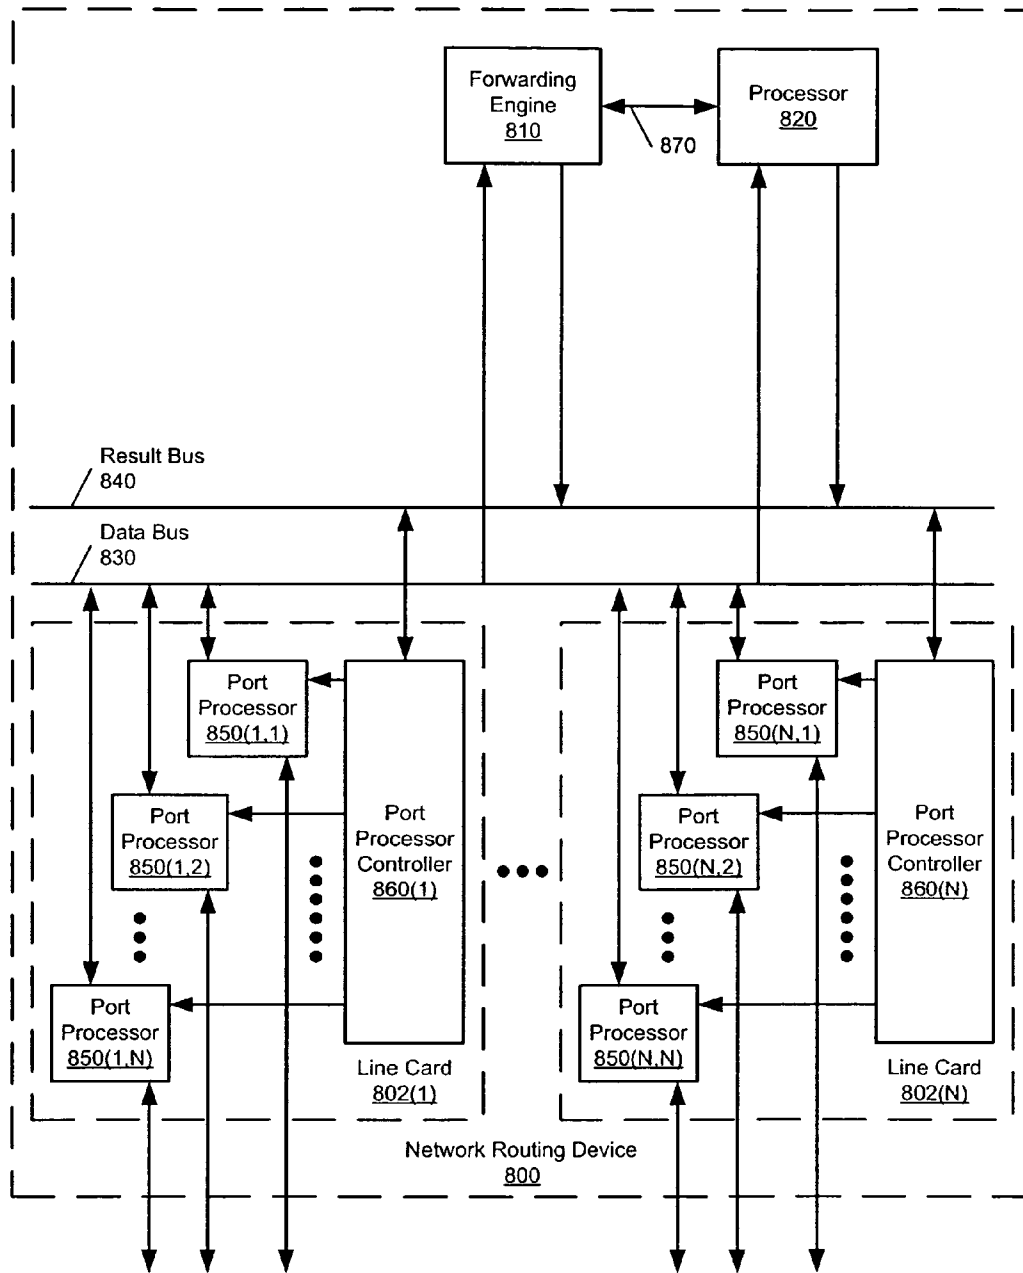 Forwarding
Engine
810
Processor
820
870
Result Bus
840
Data Bus
830
Port
Processor
850(1,1)
Port
Processor
850(1,2)
Port
Processor
850(1,N)
Port
Processor
Controller
860(1)
Line Card
802(1)
Port
Processor
850(N,1)
Port
Processor
850(N,2)
Port
Processor
850(N,N)
Port
Processor
Controller
860(N)
Line Card
802(N)
Network Routing Device
800